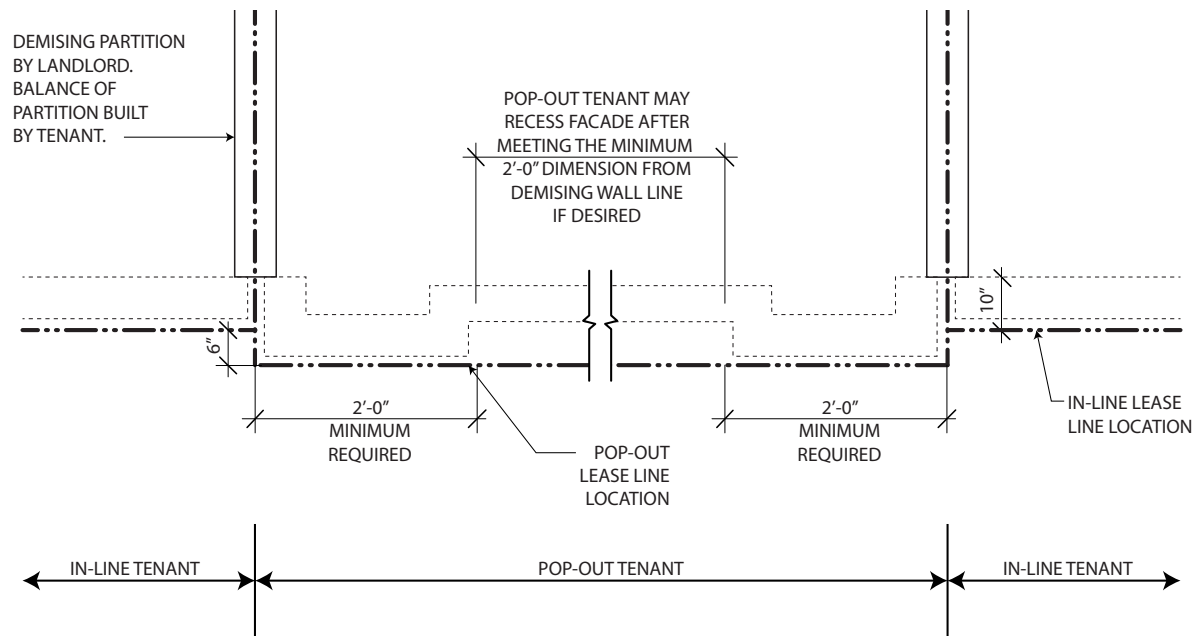 DEMISING PARTITION
BY LANDLORD.
BALANCE OF
PARTITION BUILT
BY TENANT.
POP-OUT TENANT MAY
RECESS FACADE AFTER
MEETING THE MINIMUM
2'-0" DIMENSION FROM
DEMISING WALL LINE
IF DESIRED
10"
6"
2'-0"
MINIMUM
REQUIRED
2'-0"
MINIMUM
REQUIRED
IN-LINE LEASE
LINE LOCATION
POP-OUT
LEASE LINE
LOCATION
IN-LINE TENANT
POP-OUT TENANT
IN-LINE TENANT